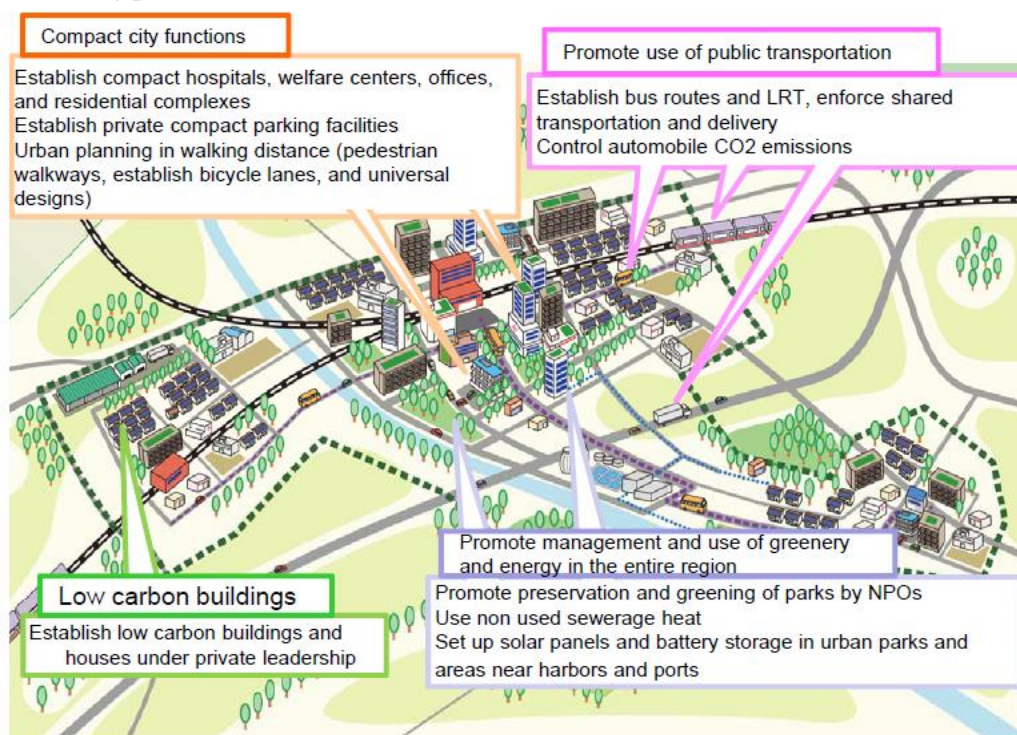 Compact city functions
Establish compact hospitals, welfare centers, offices,
and residential complexes
Establish private compact parking facilities
Urban planning in walking distance (pedestrian
walkways, establish bicycle lanes, and universal
designs)
Promote use of public transportation
Establish bus routes and LRT, enforce shared
transportation and delivery
Control automobile CO2 emissions
Low carbon buildings
Establish low carbon buildings and
houses under private leadership
Promote management and use of greenery
and energy in the entire region
Promote preservation and greening of parks by NPOs
Use non used sewerage heat
Set up solar panels and battery storage in urban parks and
areas near harbors and ports